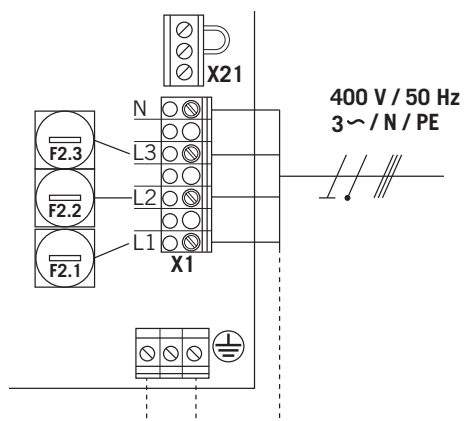 X21
400 V / 50 Hz
3~ / N / PE
N
F2.3
L3
F2.2
L2
F2.1
L1
X1